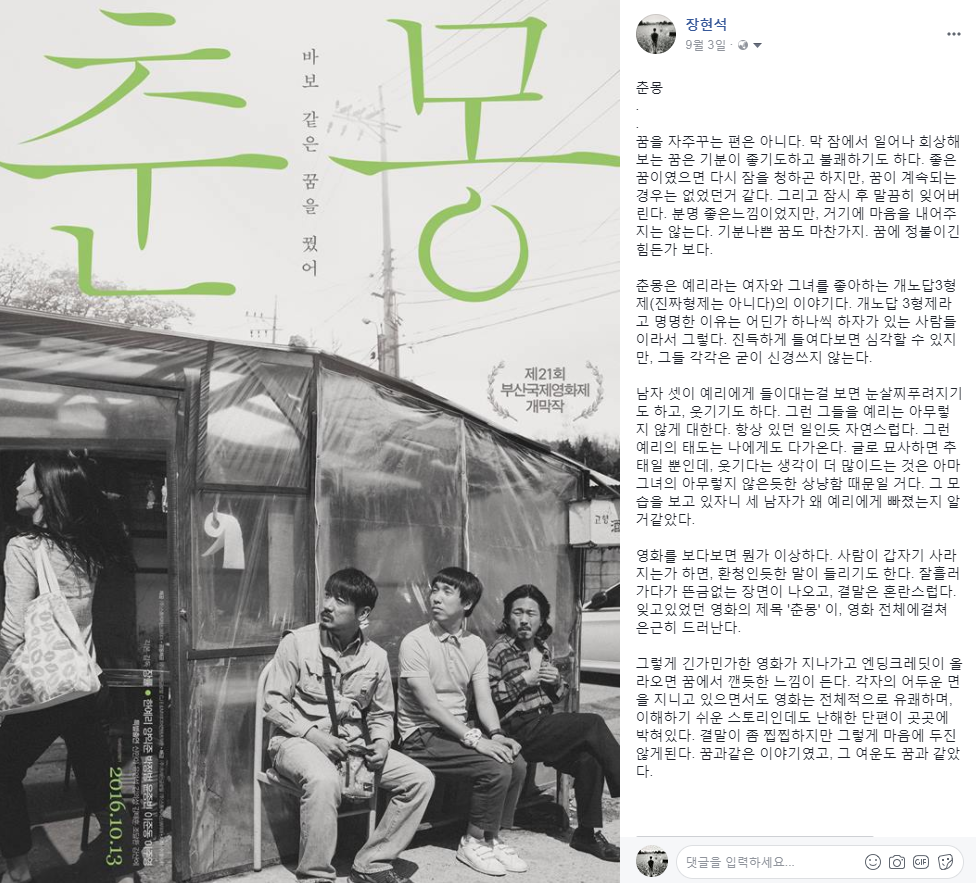 춘몽
바보 같은 꿈을 꿨어
제21회
부산국제영화제
개막작
고향
2016.10.13
장현석
9월 3일 ·
춘몽
.
.
꿈을 자주꾸는 편은 아니다. 막 잠에서 일어나 회상해
보는 꿈은 기분이 좋기도하고 불쾌하기도 하다. 좋은
꿈이였으면 다시 잠을 청하곤 하지만, 꿈이 계속되는
경우는 없었던거 같다. 그리고 잠시 후 말끔히 잊어버
린다. 분명 좋은느낌이었지만, 거기에 마음을 내어주
지는 않는다. 기분나쁜 꿈도 마찬가지. 꿈에 정붙이긴
힘든가 보다.
춘몽은 예리라는 여자와 그녀를 좋아하는 개노답3형
제(진짜형제는 아니다)의 이야기다. 개노답 3형제라
고 명명한 이유는 어딘가 하나씩 하자가 있는 사람들
이라서 그렇다. 진득하게 들여다보면 심각할 수 있지
만, 그들 각각은 굳이 신경쓰지 않는다.
남자 셋이 예리에게 들이대는걸 보면 눈살찌푸려지기
도 하고, 웃기기도 하다. 그런 그들을 예리는 아무렇
지 않게 대한다. 항상 있던 일인듯 자연스럽다. 그런
예리의 태도는 나에게도 다가온다. 글로 묘사하면 추
태일 뿐인데, 웃기다는 생각이 더 많이드는 것은 아마
그녀의 아무렇지 않은듯한 상냥함 때문일 거다. 그 모
습을 보고 있자니 세 남자가 왜 예리에게 빠졌는지 알
거같았다.
영화를 보다보면 뭔가 이상하다. 사람이 갑자기 사라
지는가 하면, 환청인듯한 말이 들리기도 한다. 잘흘러
가다가 뜬금없는 장면이 나오고, 결말은 혼란스럽다.
잊고있었던 영화의 제목 '춘몽' 이, 영화 전체에걸쳐
은근히 드러난다.
그렇게 긴가민가한 영화가 지나가고 엔딩크레딧이 올
라오면 꿈에서 깬듯한 느낌이 든다. 각자의 어두운 면
을 지니고 있으면서도 영화는 전체적으로 유쾌하며,
이해하기 쉬운 스토리인데도 난해한 단편이 곳곳에
박혀있다. 결말이 좀 찝찝하지만 그렇게 마음에 두진
않게된다. 꿈과같은 이야기였고, 그 여운도 꿈과 같았
다.
댓글을 입력하세요...
GIF